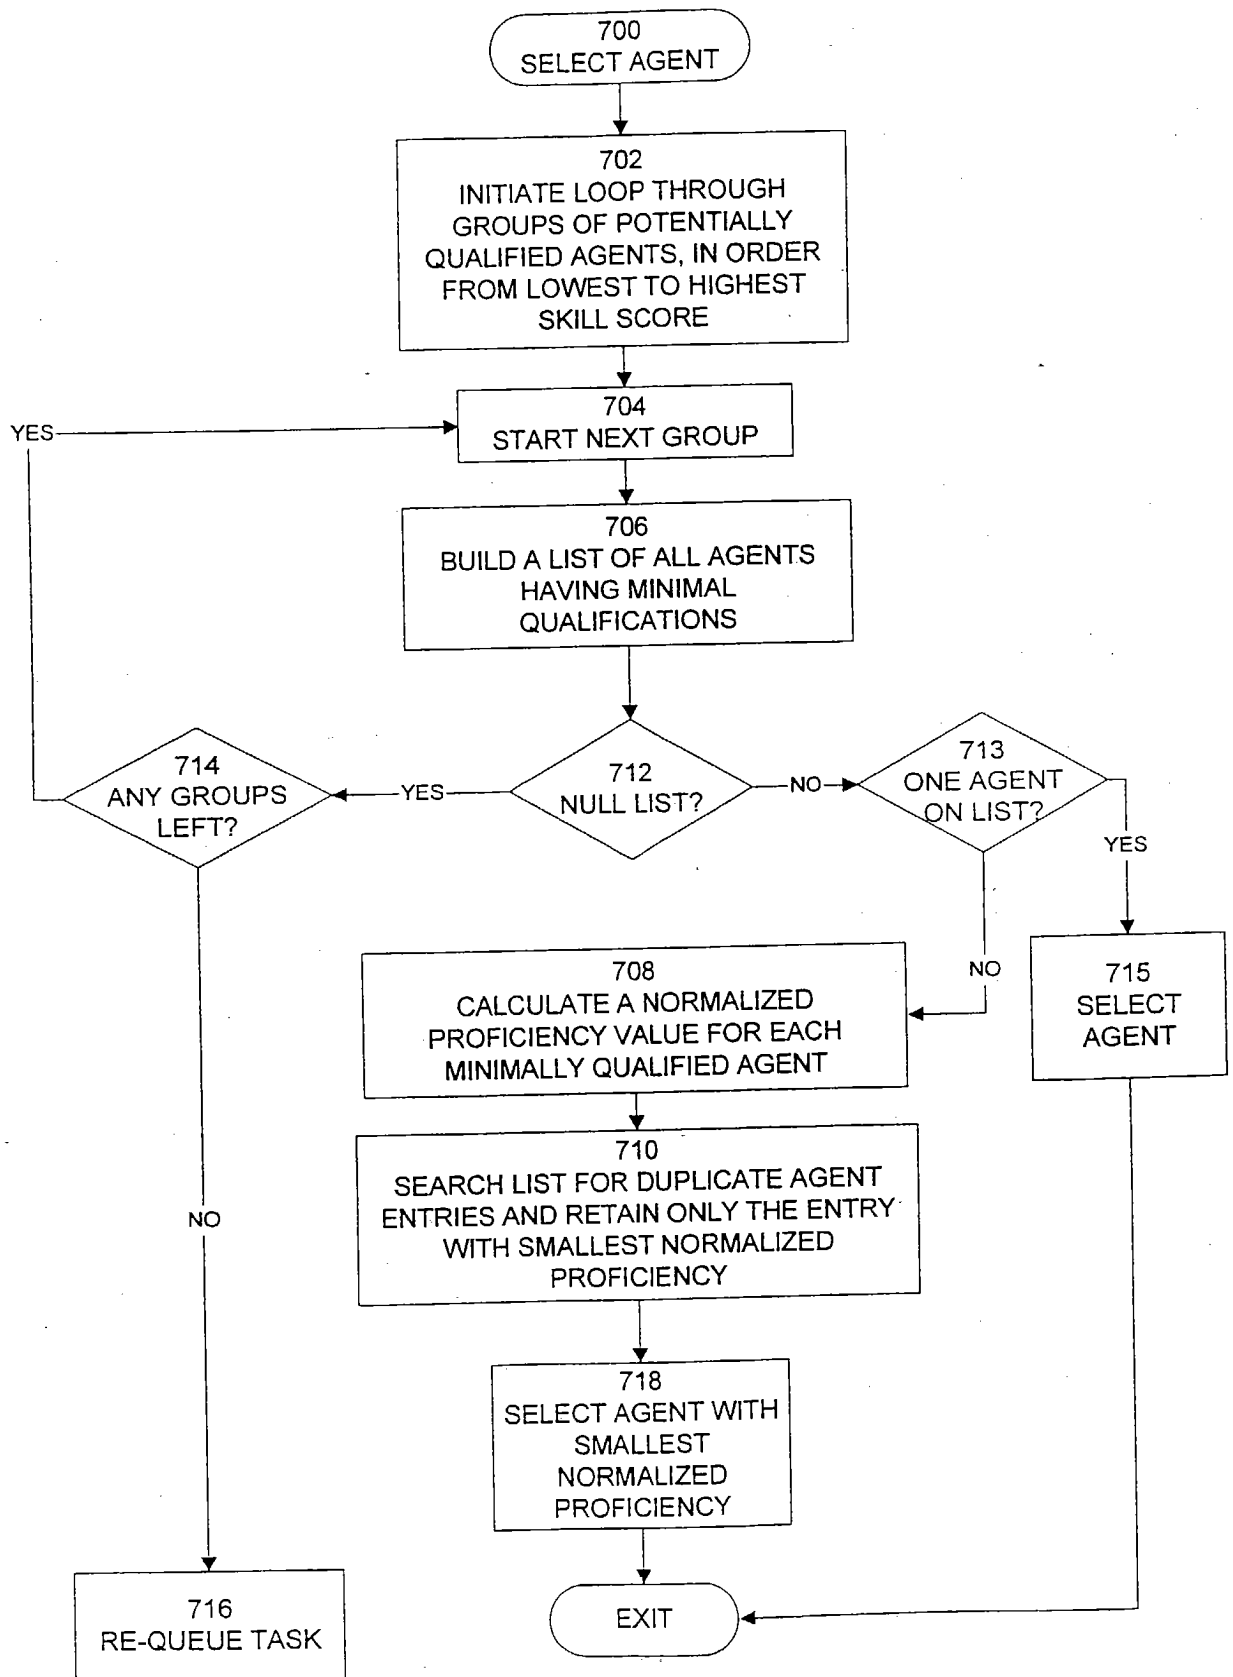 700
SELECT AGENT
702
INITIATE LOOP THROUGH
GROUPS OF POTENTIALLY
QUALIFIED AGENTS, IN ORDER
FROM LOWEST TO HIGHEST
SKILL SCORE
704
START NEXT GROUP
YES
706
BUILD A LIST OF ALL AGENTS
HAVING MINIMAL
QUALIFICATIONS
714
ANY GROUPS
LEFT?
YES
712
NULL LIST?
NO
713
ONE AGENT
ON LIST?
YES
NO
708
CALCULATE A NORMALIZED
PROFICIENCY VALUE FOR EACH
MINIMALLY QUALIFIED AGENT
715
SELECT
AGENT
710
SEARCH LIST FOR DUPLICATE AGENT
ENTRIES AND RETAIN ONLY THE ENTRY
WITH SMALLEST NORMALIZED
PROFICIENCY
NO
718
SELECT AGENT WITH
SMALLEST
NORMALIZED
PROFICIENCY
716
RE-QUEUE TASK
EXIT